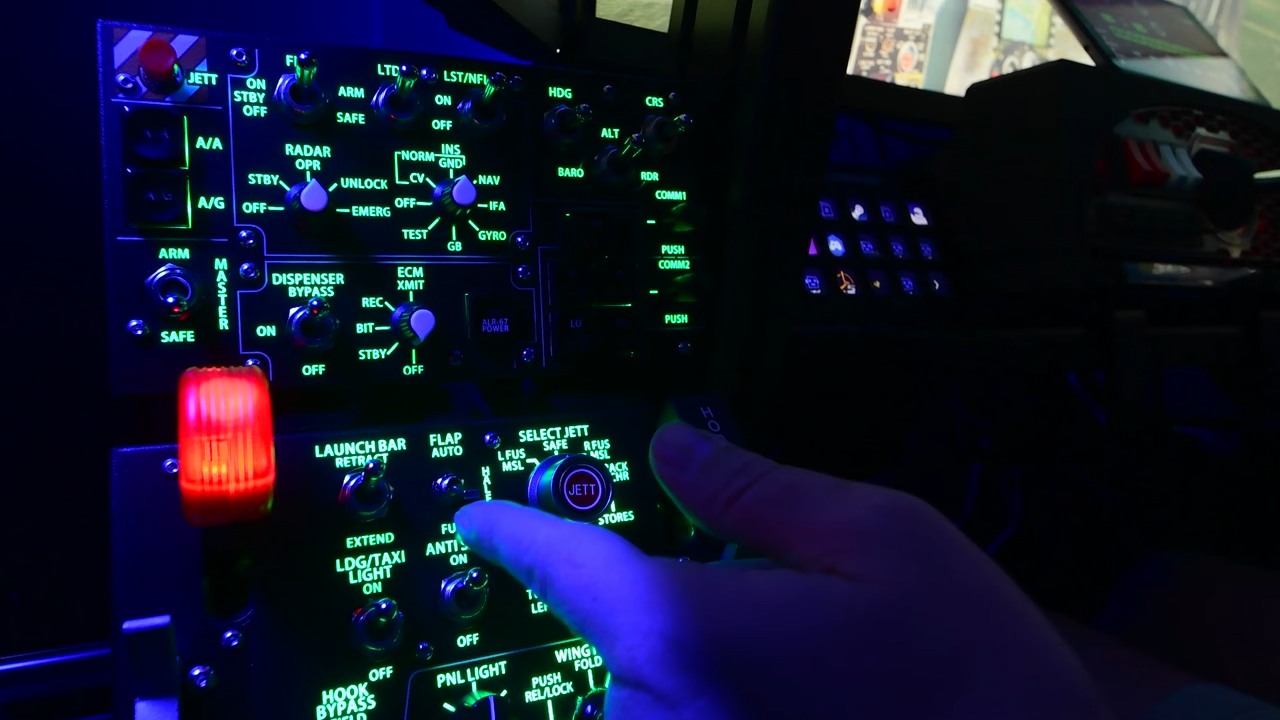 JETT
A/A
A/G
ARM
MASTER
SAFE
ON
STBY
OFF
ARM
SAFE
ON
OFF
RADAR
OPR
STBY
OFF
UNLOCK
EMERG
INS
NORM
GND
CV
NAV
OFF
IFA
TEST
GYRO
GB
HDG
CRS
ALT
BARO
RDR
COMM1
PUSH
COMM2
PUSH
DISPENSER
BYPASS
ON
OFF
ECM
XMIT
REC
BIT
STBY
OFF
ALR-67
POWER
LO
LAUNCH BAR
RETRACT
EXTEND
FLAP
AUTO
SELECT JETT
SAFE
L FUS
MSL
R FUS
MSL
JETT
STORES
LDG/TAXI
LIGHT
ON
OFF
ON
OFF
HOOK
BYPASS
PNL LIGHT
PUSH
REL/LOCK
FOLD